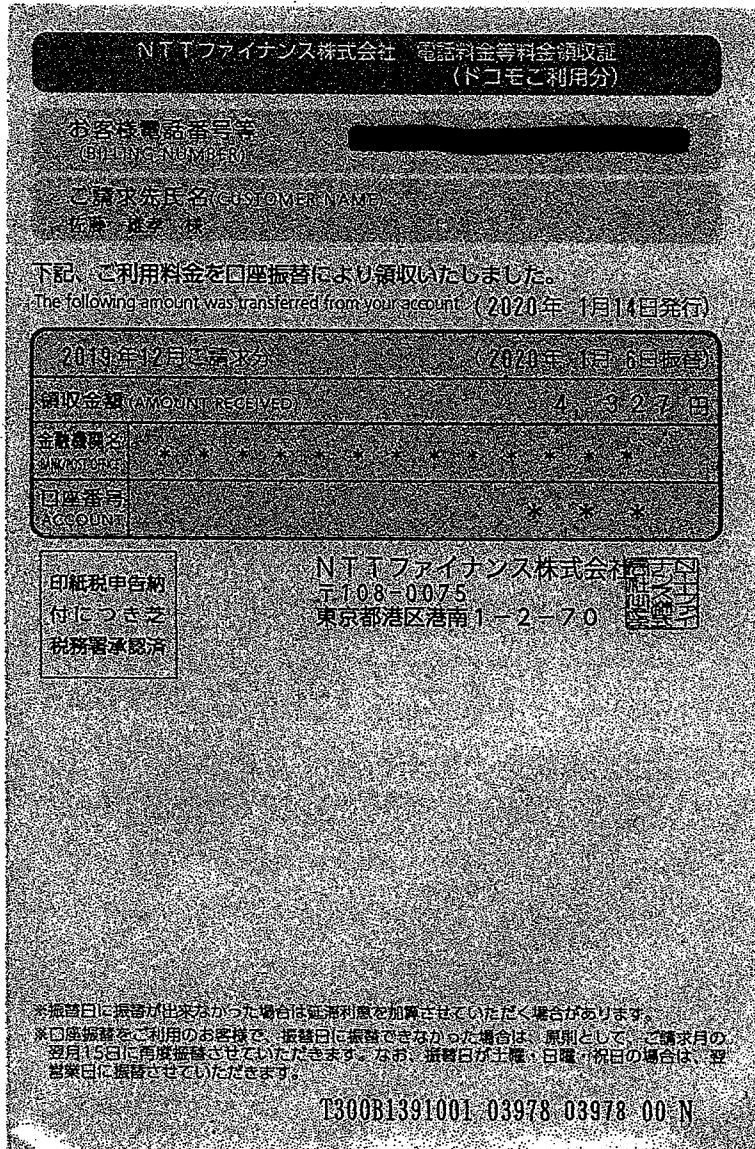 NTTファイナンス株式会社 電話料金等料金領収証
(ドコモご利用分)
お客様電話番号等
(BILLING NUMBER)
ご請求先氏名(CUSTOMER NAME)
佐藤 雄孝 様
下記、ご利用料金を口座振替により領収いたしました。
The following amount was transferred from your account. (2020年 1月14日発行)
2019年12月ご請求分 (2020年 1月 6日振替)
領収金額(AMOUNT RECEIVED) 4,327円
金融機関名 * * * * * * * * * * * * *
BANK/POST OFFICE
口座番号 * * *
ACCOUNT
印紙税申告納
付につき芝
税務署承認済
NTTファイナンス株式会社
〒108-0075
東京都港区港南1-2-70
※振替日に振替が出来なかった場合は延滞利息を加算させていただく場合があります。
※口座振替をご利用のお客様で、振替日に振替できなかった場合は、原則として、ご請求月の
翌月15日に再度振替させていただきます。なお、振替日が土曜・日曜・祝日の場合は、翌
営業日に振替させていただきます。
T300B1391001 03978 03978 00 N